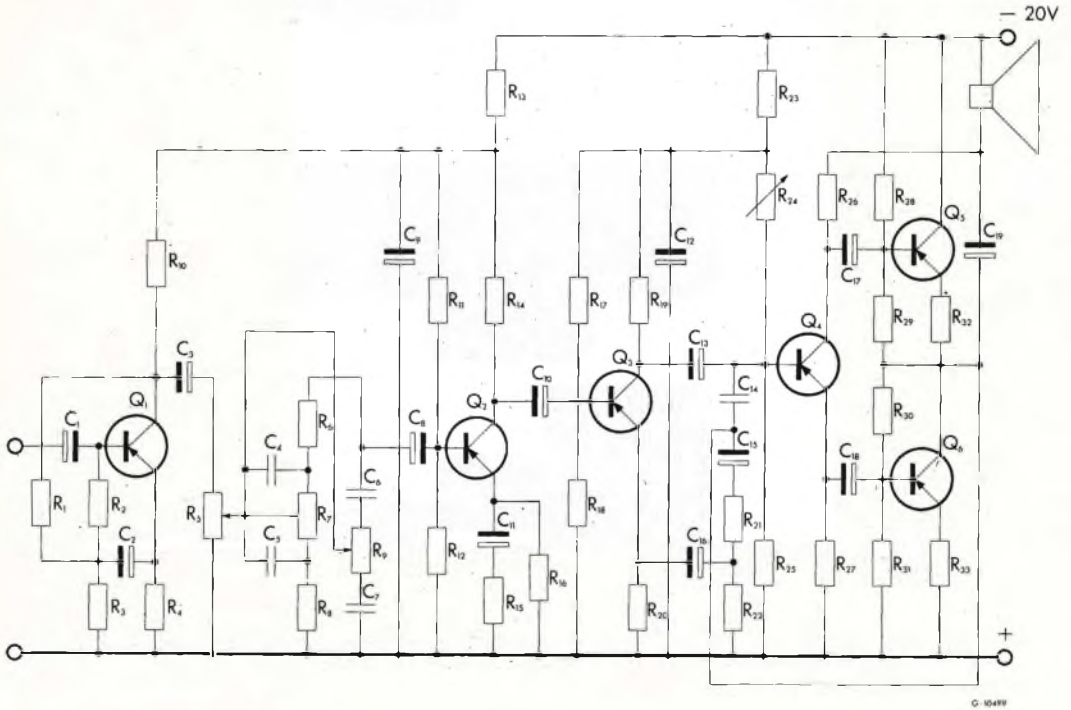 − 20V
R₁₃
R₂₃
R₁₀
C₉
R₁₁
R₁₄
R₁₇
R₁₉
C₁₂
R₂₄
R₂₆
R₂₈
Q₅
C₁₉
C₁₇
R₂₉
R₃₂
C₃
C₁
Q₁
R₁
R₂
C₂
R₃
R₄
R₅
C₄
R₆
R₇
C₅
R₈
C₆
R₉
C₇
C₈
Q₂
R₁₂
C₁₁
R₁₅
R₁₆
C₁₀
Q₃
R₁₈
C₁₃
C₁₄
C₁₅
R₂₁
C₁₆
R₂₀
R₂₂
R₂₅
Q₄
R₃₀
C₁₈
Q₆
R₂₇
R₃₁
R₃₃
+
G-10499